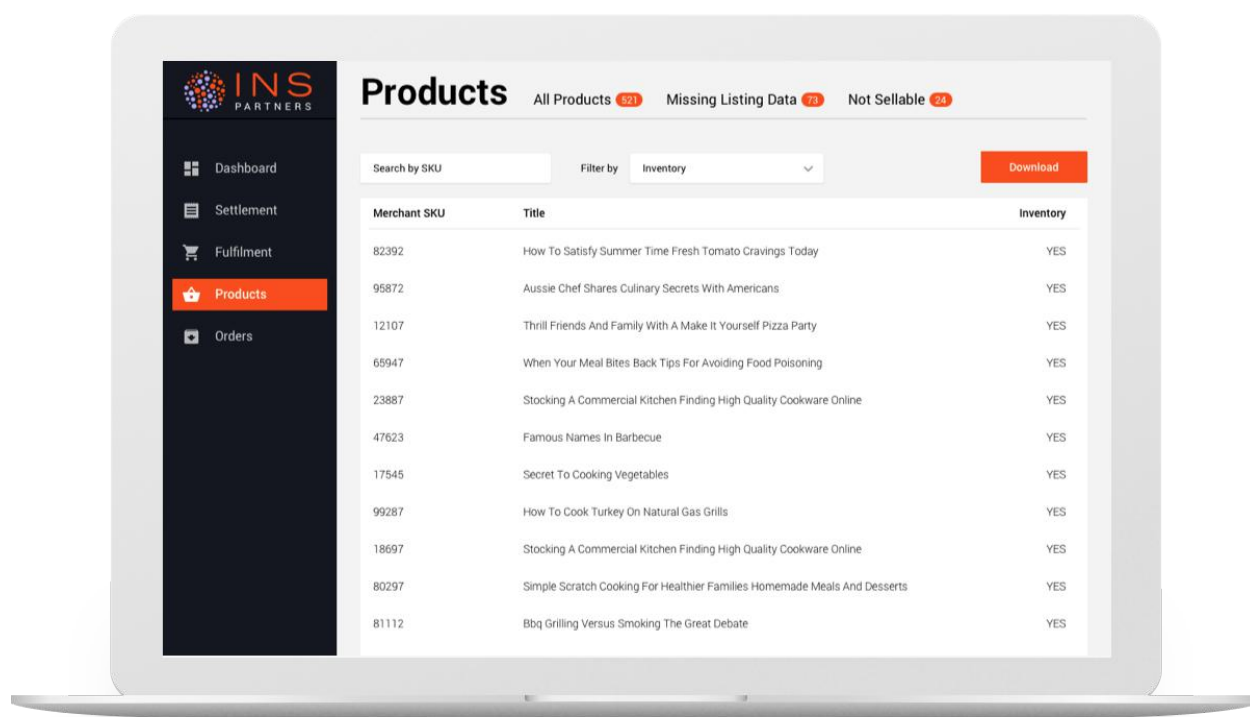 INS
PARTNERS
Dashboard
Settlement
Fulfilment
Products
Orders
Products All Products 521 Missing Listing Data 73 Not Sellable 24
Search by SKU Filter by Inventory Download
Merchant SKU Title Inventory
82392 How To Satisfy Summer Time Fresh Tomato Cravings Today YES
95872 Aussie Chef Shares Culinary Secrets With Americans YES
12107 Thrill Friends And Family With A Make It Yourself Pizza Party YES
65947 When Your Meal Bites Back Tips For Avoiding Food Poisoning YES
23887 Stocking A Commercial Kitchen Finding High Quality Cookware Online YES
47623 Famous Names In Barbecue YES
17545 Secret To Cooking Vegetables YES
99287 How To Cook Turkey On Natural Gas Grills YES
18697 Stocking A Commercial Kitchen Finding High Quality Cookware Online YES
80297 Simple Scratch Cooking For Healthier Families Homemade Meals And Desserts YES
81112 Bbq Grilling Versus Smoking The Great Debate YES